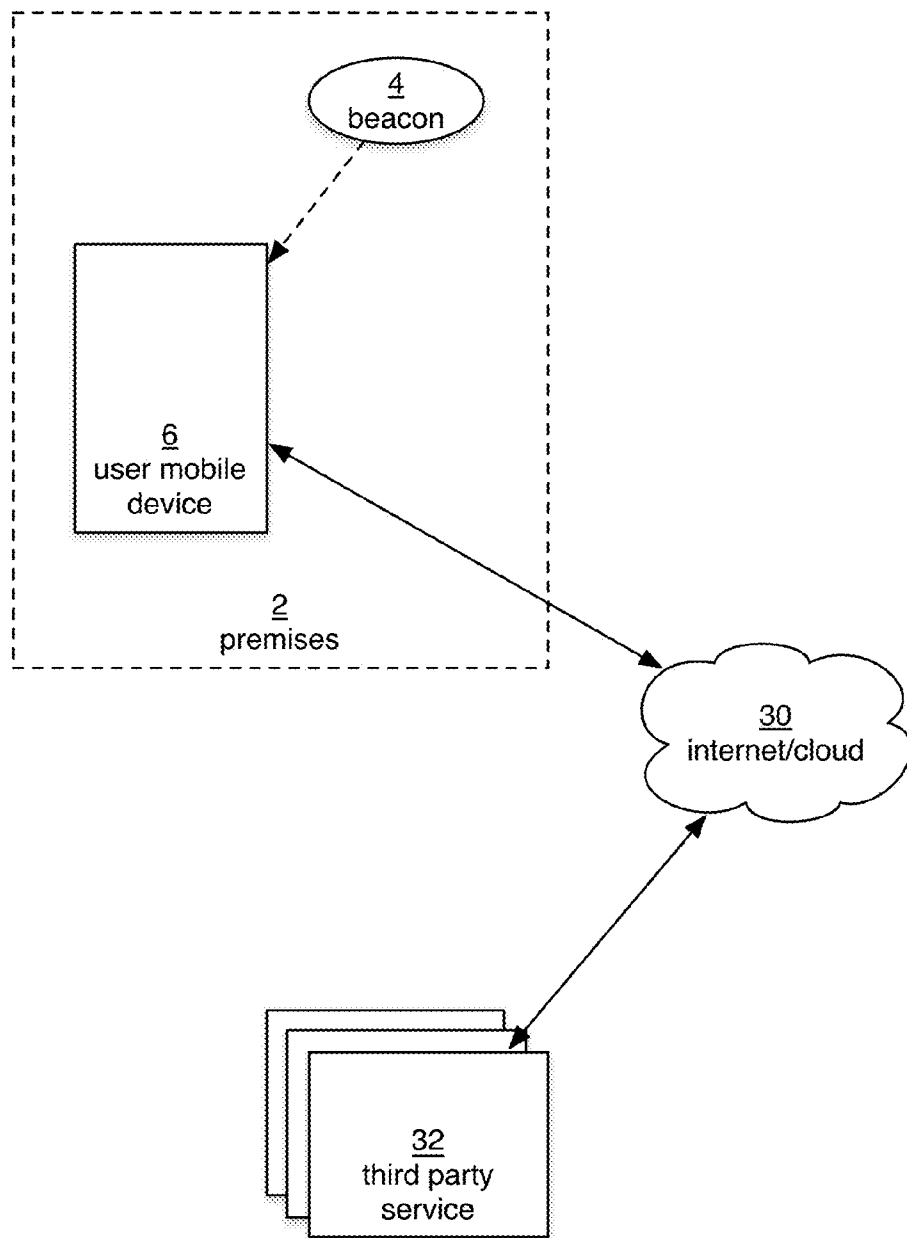 4
beacon
6
user mobile
device
2
premises
30
internet/cloud
32
third party
service